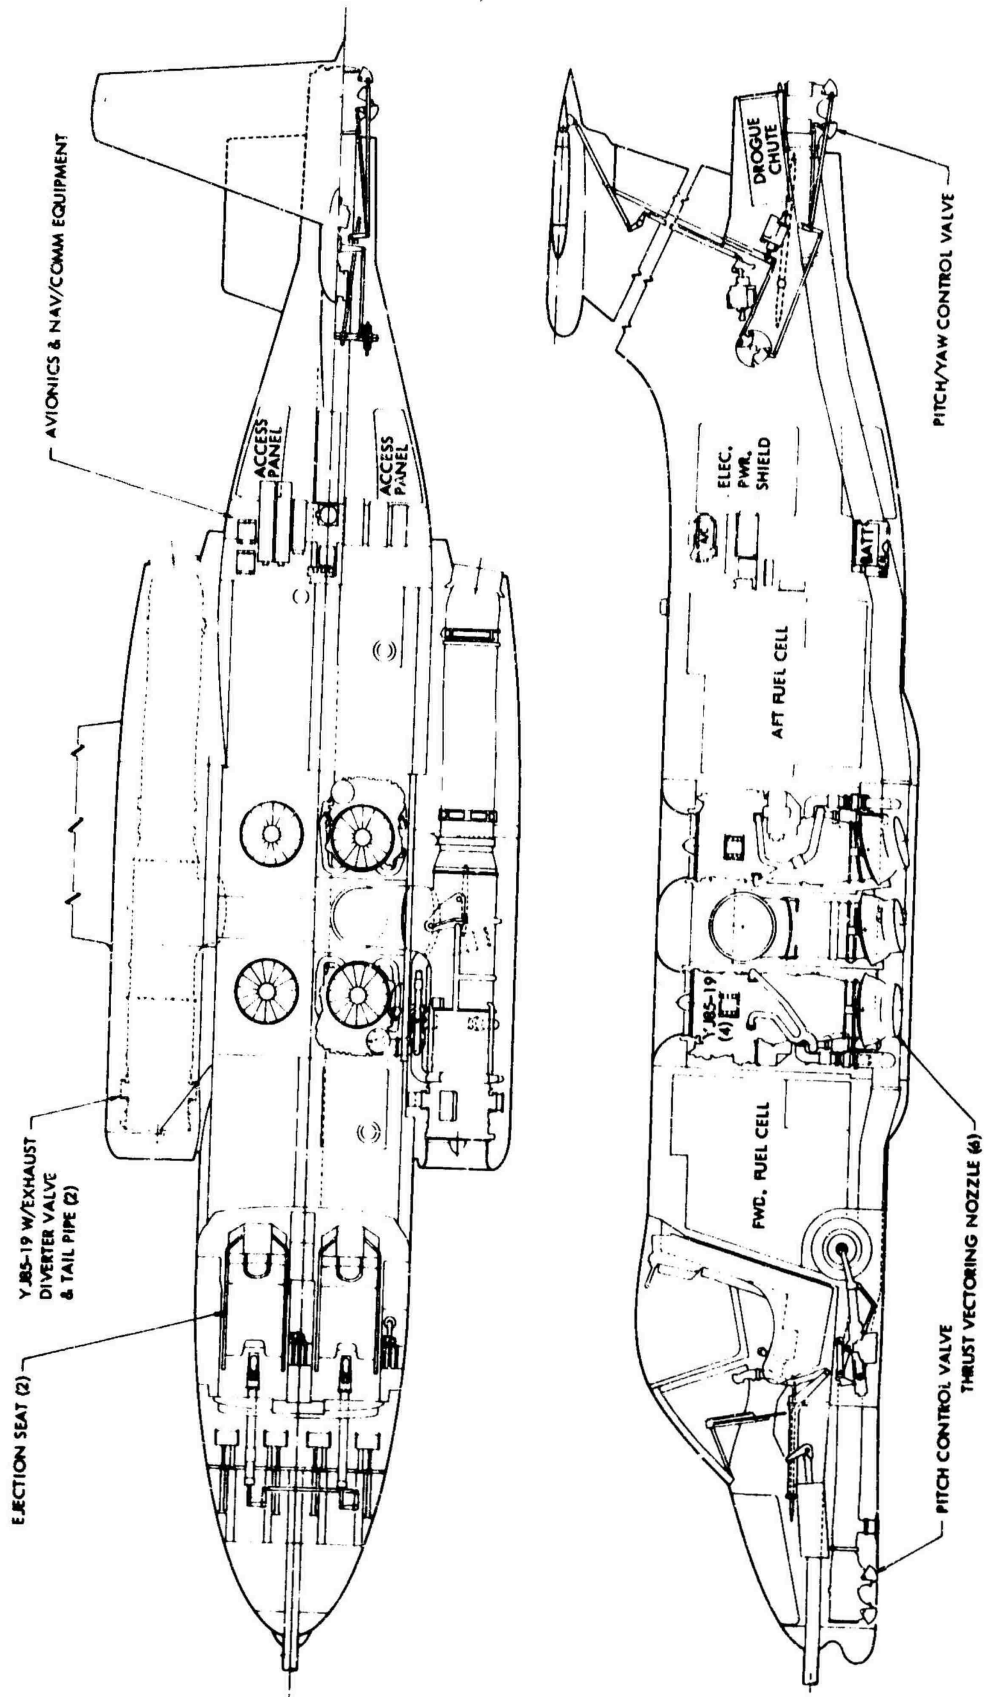 EJECTION SEAT (2)
YJ85-19 W/EXHAUST
DIVERTER VALVE
& TAIL PIPE (2)
AVIONICS & NAV/COMM EQUIPMENT
ACCESS
PANEL
ACCESS
PANEL
DROGUE
CHUTE
ELEC.
PWR.
SHIELD
A/C
BATT
AFT FUEL CELL
YJ85-19
(4)
FWD. FUEL CELL
PITCH/YAW CONTROL VALVE
THRUST VECTORING NOZZLE (6)
PITCH CONTROL VALVE